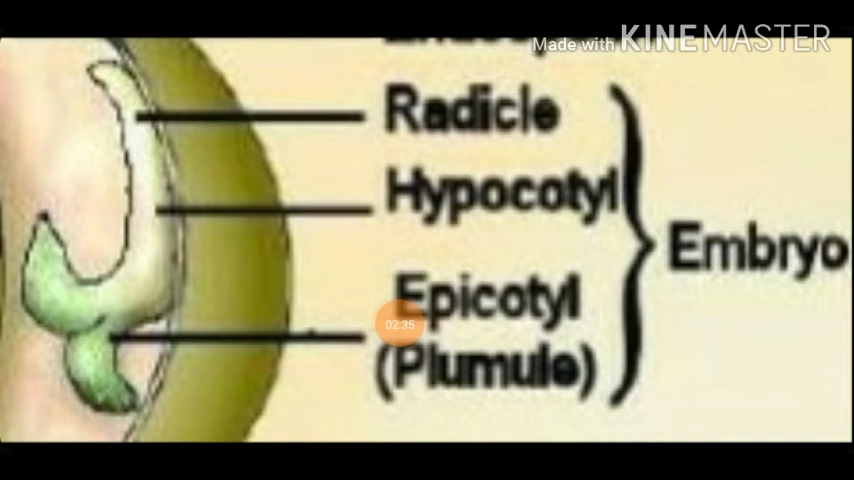 Made with KINEMASTER
Radicle
Hypocotyl
Embryo
Epicotyl
02:35
(Plumule)